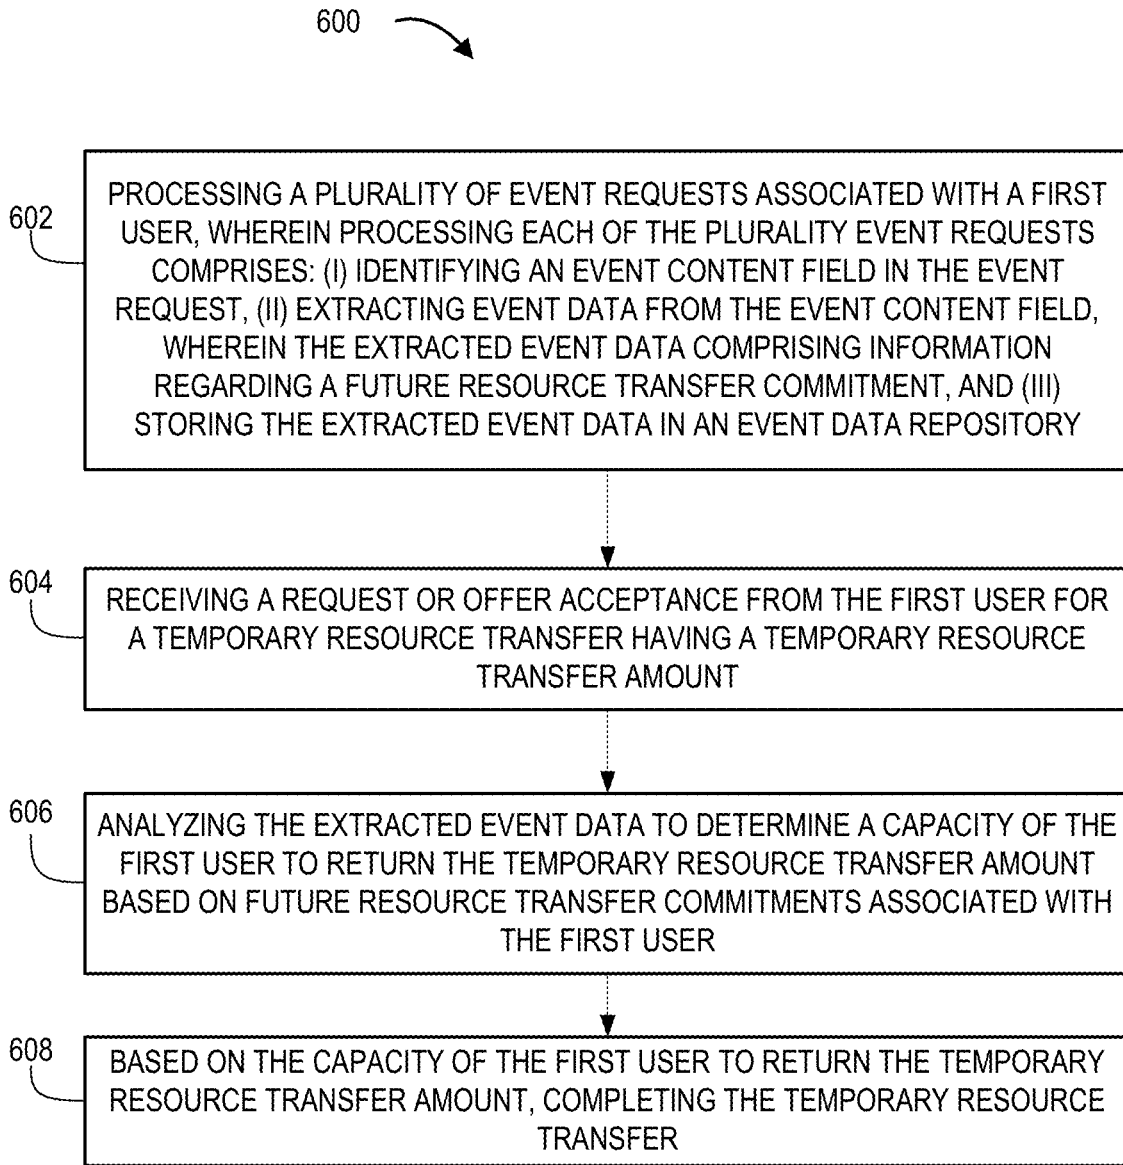 600
602
PROCESSING A PLURALITY OF EVENT REQUESTS ASSOCIATED WITH A FIRST
USER, WHEREIN PROCESSING EACH OF THE PLURALITY EVENT REQUESTS
COMPRISES: (I) IDENTIFYING AN EVENT CONTENT FIELD IN THE EVENT
REQUEST, (II) EXTRACTING EVENT DATA FROM THE EVENT CONTENT FIELD,
WHEREIN THE EXTRACTED EVENT DATA COMPRISING INFORMATION
REGARDING A FUTURE RESOURCE TRANSFER COMMITMENT, AND (III)
STORING THE EXTRACTED EVENT DATA IN AN EVENT DATA REPOSITORY
604
RECEIVING A REQUEST OR OFFER ACCEPTANCE FROM THE FIRST USER FOR
A TEMPORARY RESOURCE TRANSFER HAVING A TEMPORARY RESOURCE
TRANSFER AMOUNT
606
ANALYZING THE EXTRACTED EVENT DATA TO DETERMINE A CAPACITY OF THE
FIRST USER TO RETURN THE TEMPORARY RESOURCE TRANSFER AMOUNT
BASED ON FUTURE RESOURCE TRANSFER COMMITMENTS ASSOCIATED WITH
THE FIRST USER
608
BASED ON THE CAPACITY OF THE FIRST USER TO RETURN THE TEMPORARY
RESOURCE TRANSFER AMOUNT, COMPLETING THE TEMPORARY RESOURCE
TRANSFER